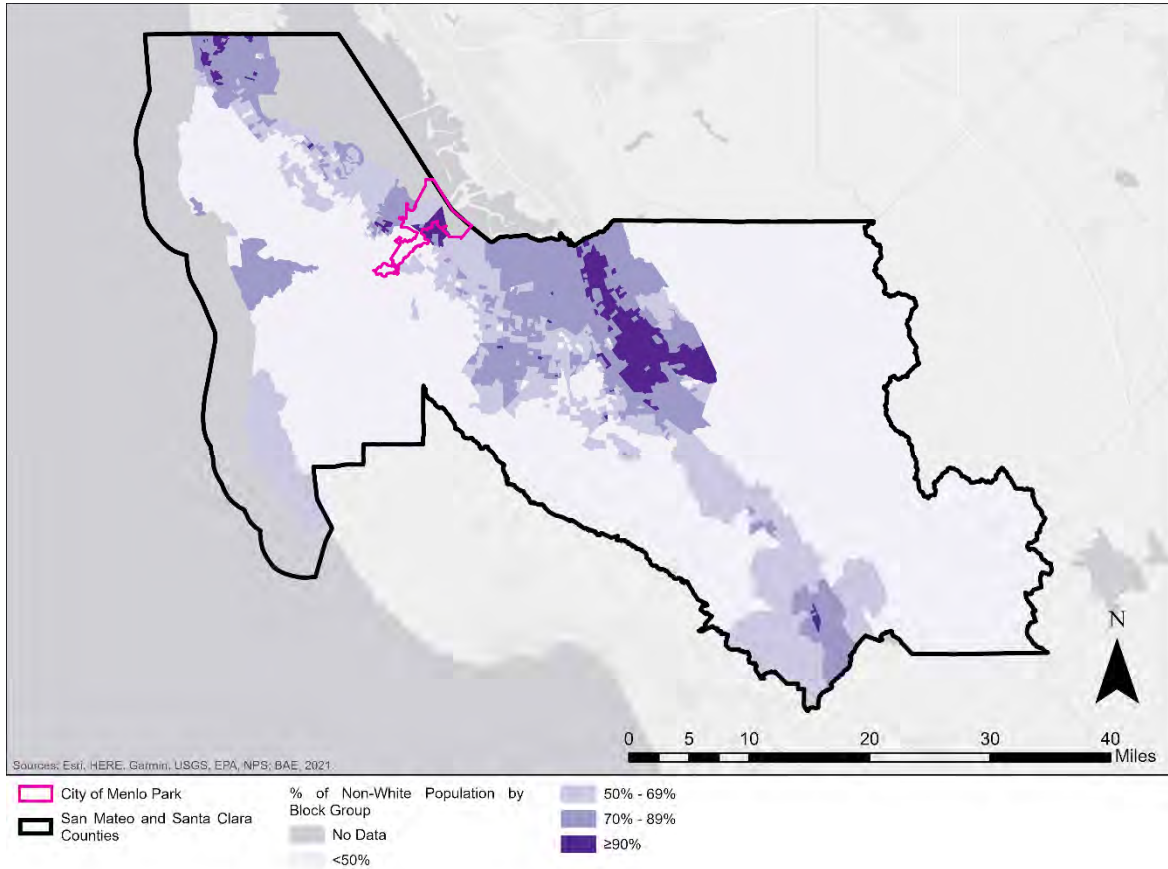 N
0 5 10 20 30 40
Miles
Sources: Esri, HERE, Garmin, USGS, EPA, NPS; BAE, 2021
City of Menlo Park
San Mateo and Santa Clara
Counties
% of Non-White Population by
Block Group
No Data
<50%
50% - 69%
70% - 89%
≥90%